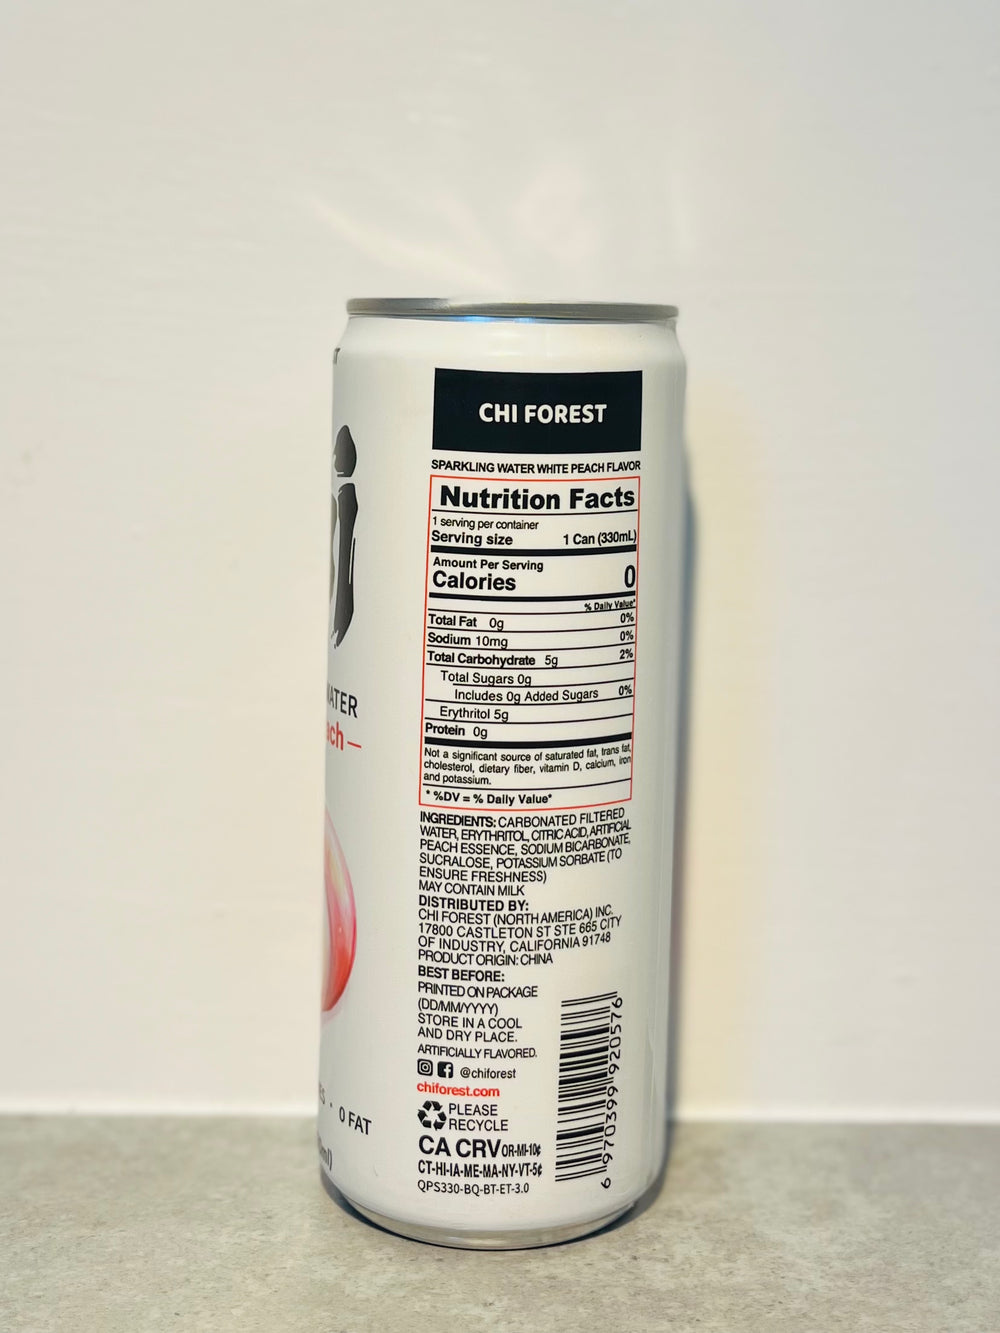 CHI FOREST
SPARKLING WATER WHITE PEACH FLAVOR
Nutrition Facts
1 serving per container
Serving size 1 Can (330mL)
Amount Per Serving
Calories 0
% Daily Value*
Total Fat 0g 0%
Sodium 10mg 0%
Total Carbohydrate 5g 2%
Total Sugars 0g
Includes 0g Added Sugars 0%
Erythritol 5g
Protein 0g
Not a significant source of saturated fat, trans fat,
cholesterol, dietary fiber, vitamin D, calcium, iron
and potassium.
* %DV = % Daily Value*
INGREDIENTS: CARBONATED FILTERED
WATER, ERYTHRITOL, CITRIC ACID, ARTIFICIAL
PEACH ESSENCE, SODIUM BICARBONATE,
SUCRALOSE, POTASSIUM SORBATE (TO
ENSURE FRESHNESS)
MAY CONTAIN MILK
DISTRIBUTED BY:
CHI FOREST (NORTH AMERICA) INC.
17800 CASTLETON ST STE 665 CITY
OF INDUSTRY, CALIFORNIA 91748
PRODUCT ORIGIN: CHINA
BEST BEFORE:
PRINTED ON PACKAGE
(DD/MM/YYYY)
STORE IN A COOL
AND DRY PLACE.
ARTIFICIALLY FLAVORED.
@chiforest
chiforest.com
PLEASE
RECYCLE
CA CRV OR-MI-10¢
CT-HI-IA-ME-MA-NY-VT-5¢
QPS330-BQ-BT-ET-3.0
6 970399 920576
i
ATER
ch —
ES · 0 FAT
ml)